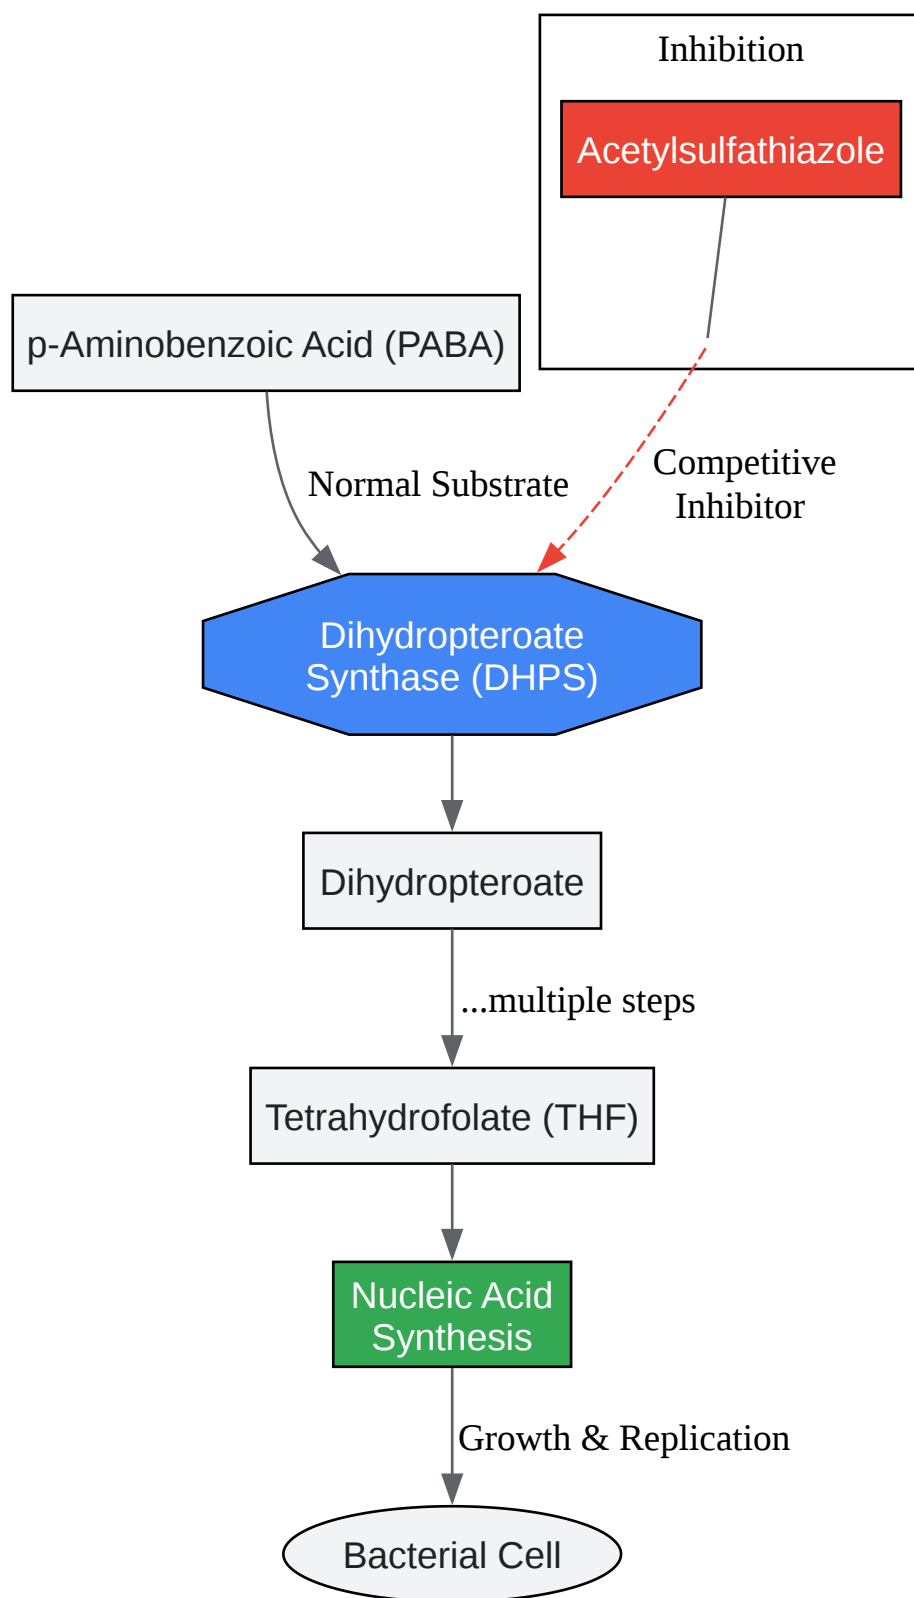 Inhibition
Acetylsulfathiazole
p-Aminobenzoic Acid (PABA)
Normal Substrate
Competitive
Inhibitor
Dihydropteroate
Synthase (DHPS)
Dihydropteroate
...multiple steps
Tetrahydrofolate (THF)
Nucleic Acid
Synthesis
Growth & Replication
Bacterial Cell